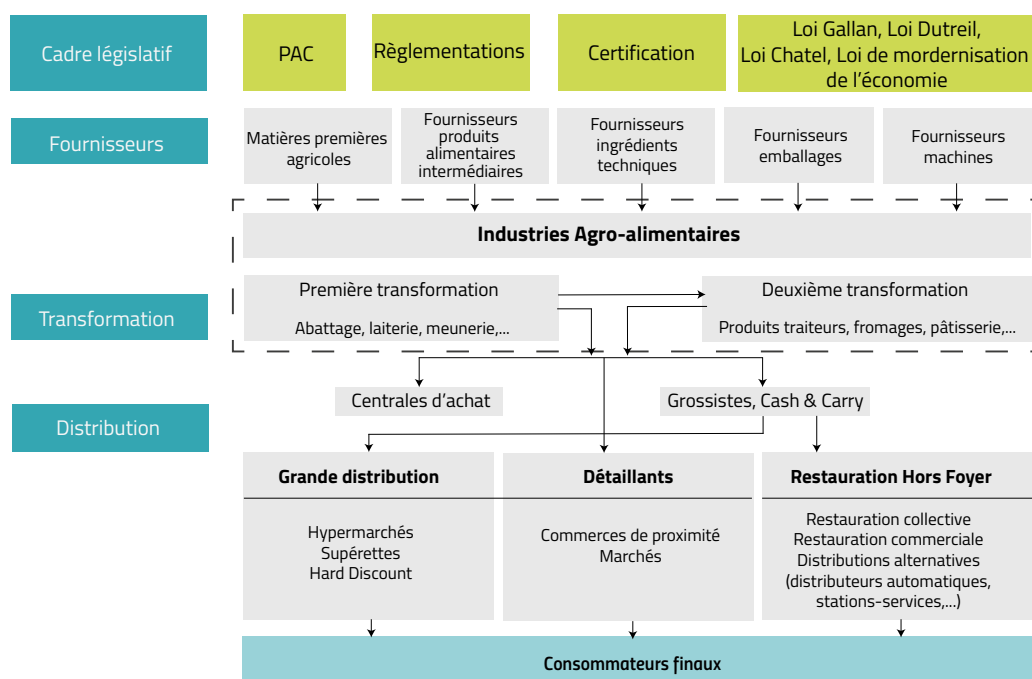 Cadre législatif
PAC
Règlementations
Certification
Loi Gallan, Loi Dutreil,
Loi Chatel, Loi de mordernisation
de l'économie
Fournisseurs
Matières premières
agricoles
Fournisseurs
produits
alimentaires
intermédiaires
Fournisseurs
ingrédients
techniques
Fournisseurs
emballages
Fournisseurs
machines
Industries Agro-alimentaires
Transformation
Première transformation
Abattage, laiterie, meunerie,...
Deuxième transformation
Produits traiteurs, fromages, pâtisserie,...
Centrales d'achat
Grossistes, Cash & Carry
Distribution
Grande distribution
Hypermarchés
Supérettes
Hard Discount
Détaillants
Commerces de proximité
Marchés
Restauration Hors Foyer
Restauration collective
Restauration commerciale
Distributions alternatives
(distributeurs automatiques,
stations-services,...)
Consommateurs finaux